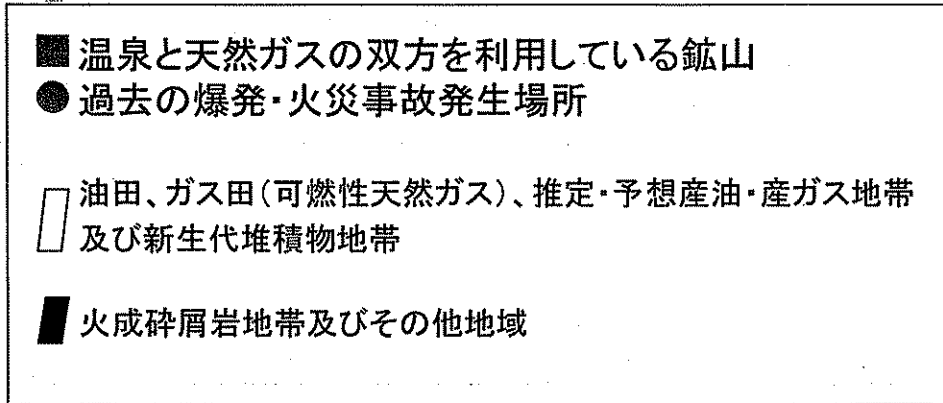 ■温泉と天然ガスの双方を利用している鉱山
●過去の爆発・火災事故発生場所
油田、ガス田(可燃性天然ガス)、推定・予想産油・産ガス地帯
及び新生代堆積物地帯
火成砕屑岩地帯及びその他地域